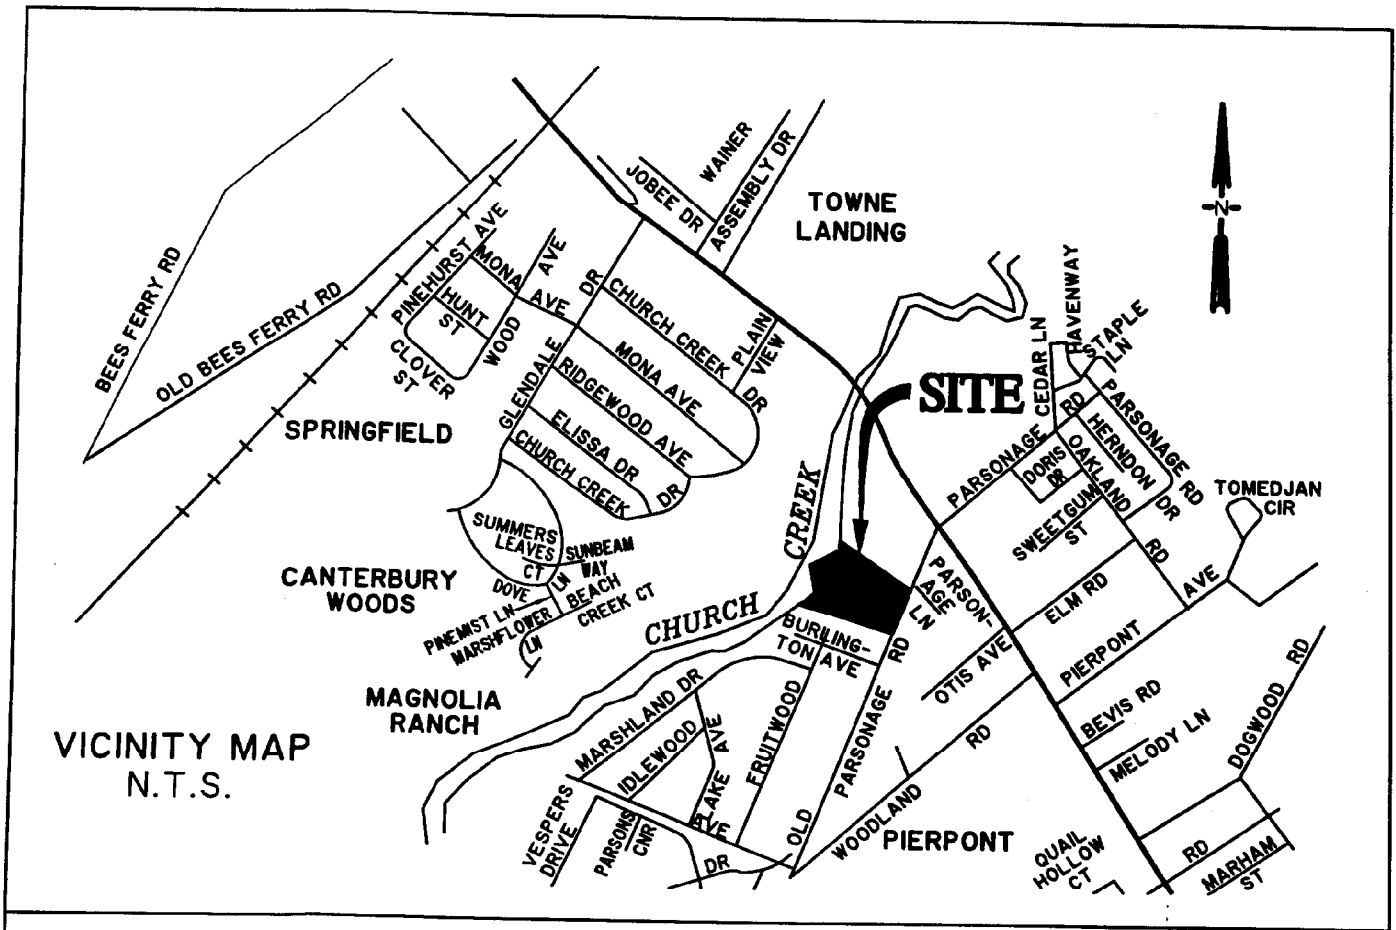 WAINER
JOBEE DR
ASSEMBLY DR
TOWNE
LANDING
N
BEES FERRY RD
OLD BEES FERRY RD
PINEHURST AVE
MONA AVE
HUNT
ST
WOOD AVE
CLOVER
ST
GLENDALE DR
CHURCH CREEK DR
PLAIN
VIEW
MONA AVE
RIDGEWOOD AVE
ELISSA DR
CHURCH CREEK DR
SPRINGFIELD
SITE
CEDAR LN
HAVENWAY
STAPLE
LN
PARSONAGE RD
PARSONAGE RD
HERNDON DR
OAKLAND RD
DORIS
DR
SWEETGUM
ST
TOMEDJAN
CIR
SUMMERS
LEAVES
CT
SUNBEAM
WAY
DOVE LN
BEACH
CREEK CT
PINEMIST LN
MARSHFLOWER
LN
CANTERBURY
WOODS
CHURCH CREEK
BURLING-
TON AVE
PARSON-
AGE
LN
ELM RD
OTIS AVE
PIERPONT AVE
BEVIS RD
MELODY LN
DOGWOOD RD
MAGNOLIA
RANCH
MARSHLAND DR
IDLEWOOD
LAKE AVE
FRUITWOOD
AVE
OLD PARSONAGE RD
WOODLAND RD
PIERPONT
VESPERS
DRIVE
PARSONS
CNR
DR
QUAIL
HOLLOW
CT
RD
MARHAM
ST
VICINITY MAP
N.T.S.